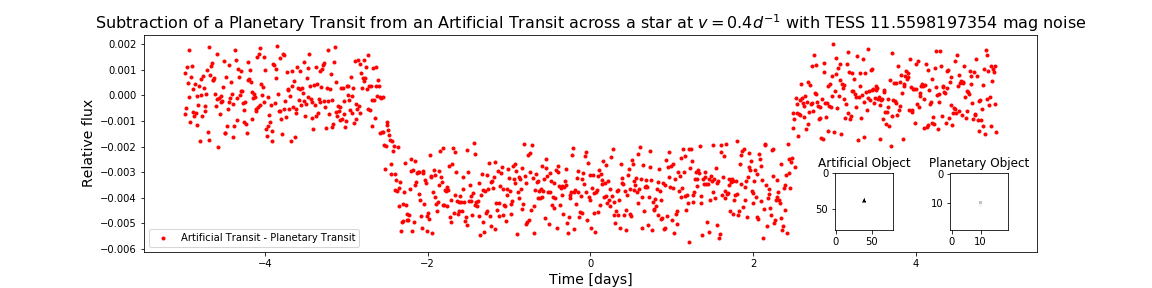 Subtraction of a Planetary Transit from an Artificial Transit across a star at v = 0.4d⁻¹ with TESS 11.5598197354 mag noise
Relative flux
0.002
0.001
0.000
−0.001
−0.002
−0.003
−0.004
−0.005
−0.006
Artificial Transit - Planetary Transit
Artificial Object
0
50
0 50
Planetary Object
0
10
0 10
−4 −2 0 2 4
Time [days]